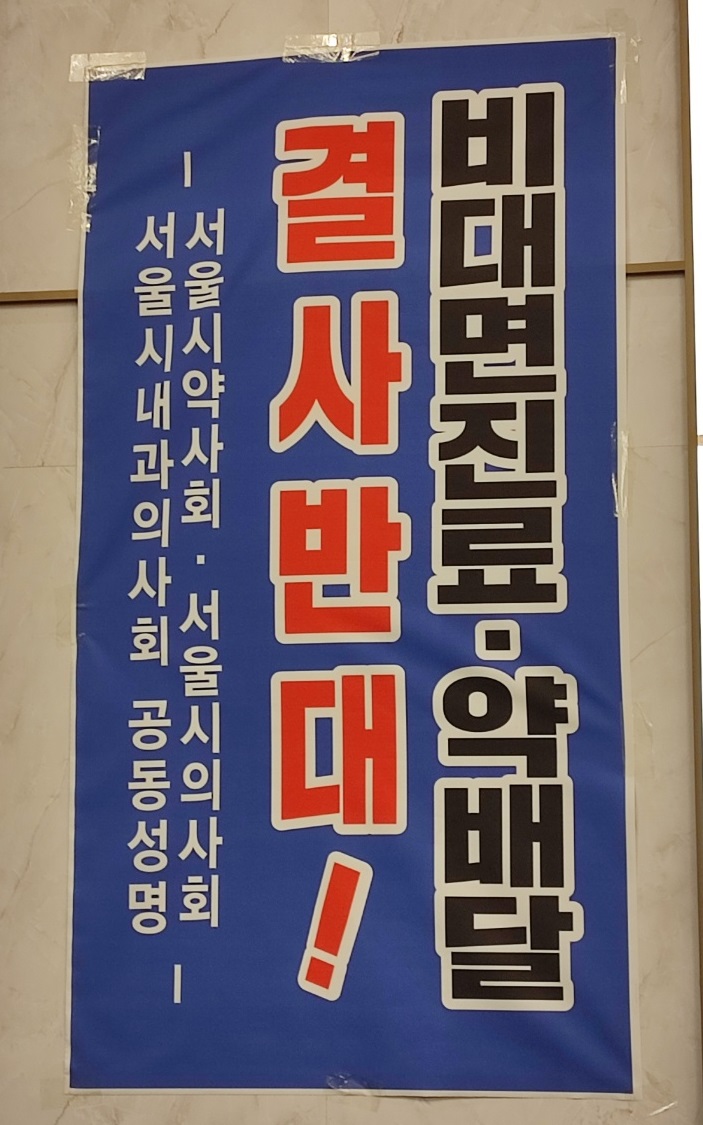 비대면진료·약배달
결사반대!
- 서울시약사회·서울시의사회
서울시내과의사회 공동성명 -